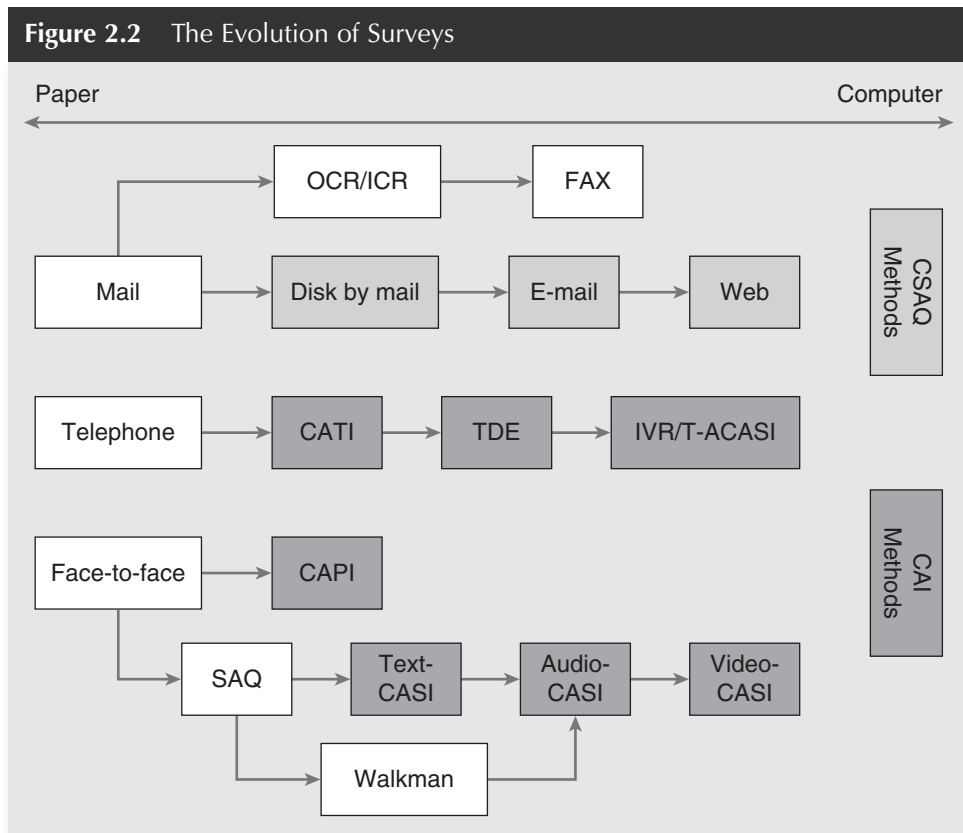 Figure 2.2 The Evolution of Surveys
Paper
Computer
OCR/ICR
FAX
Mail
Disk by mail
E-mail
Web
CSAQ
Methods
Telephone
CATI
TDE
IVR/T-ACASI
Face-to-face
CAPI
CAI
Methods
SAQ
Text-
CASI
Audio-
CASI
Video-
CASI
Walkman